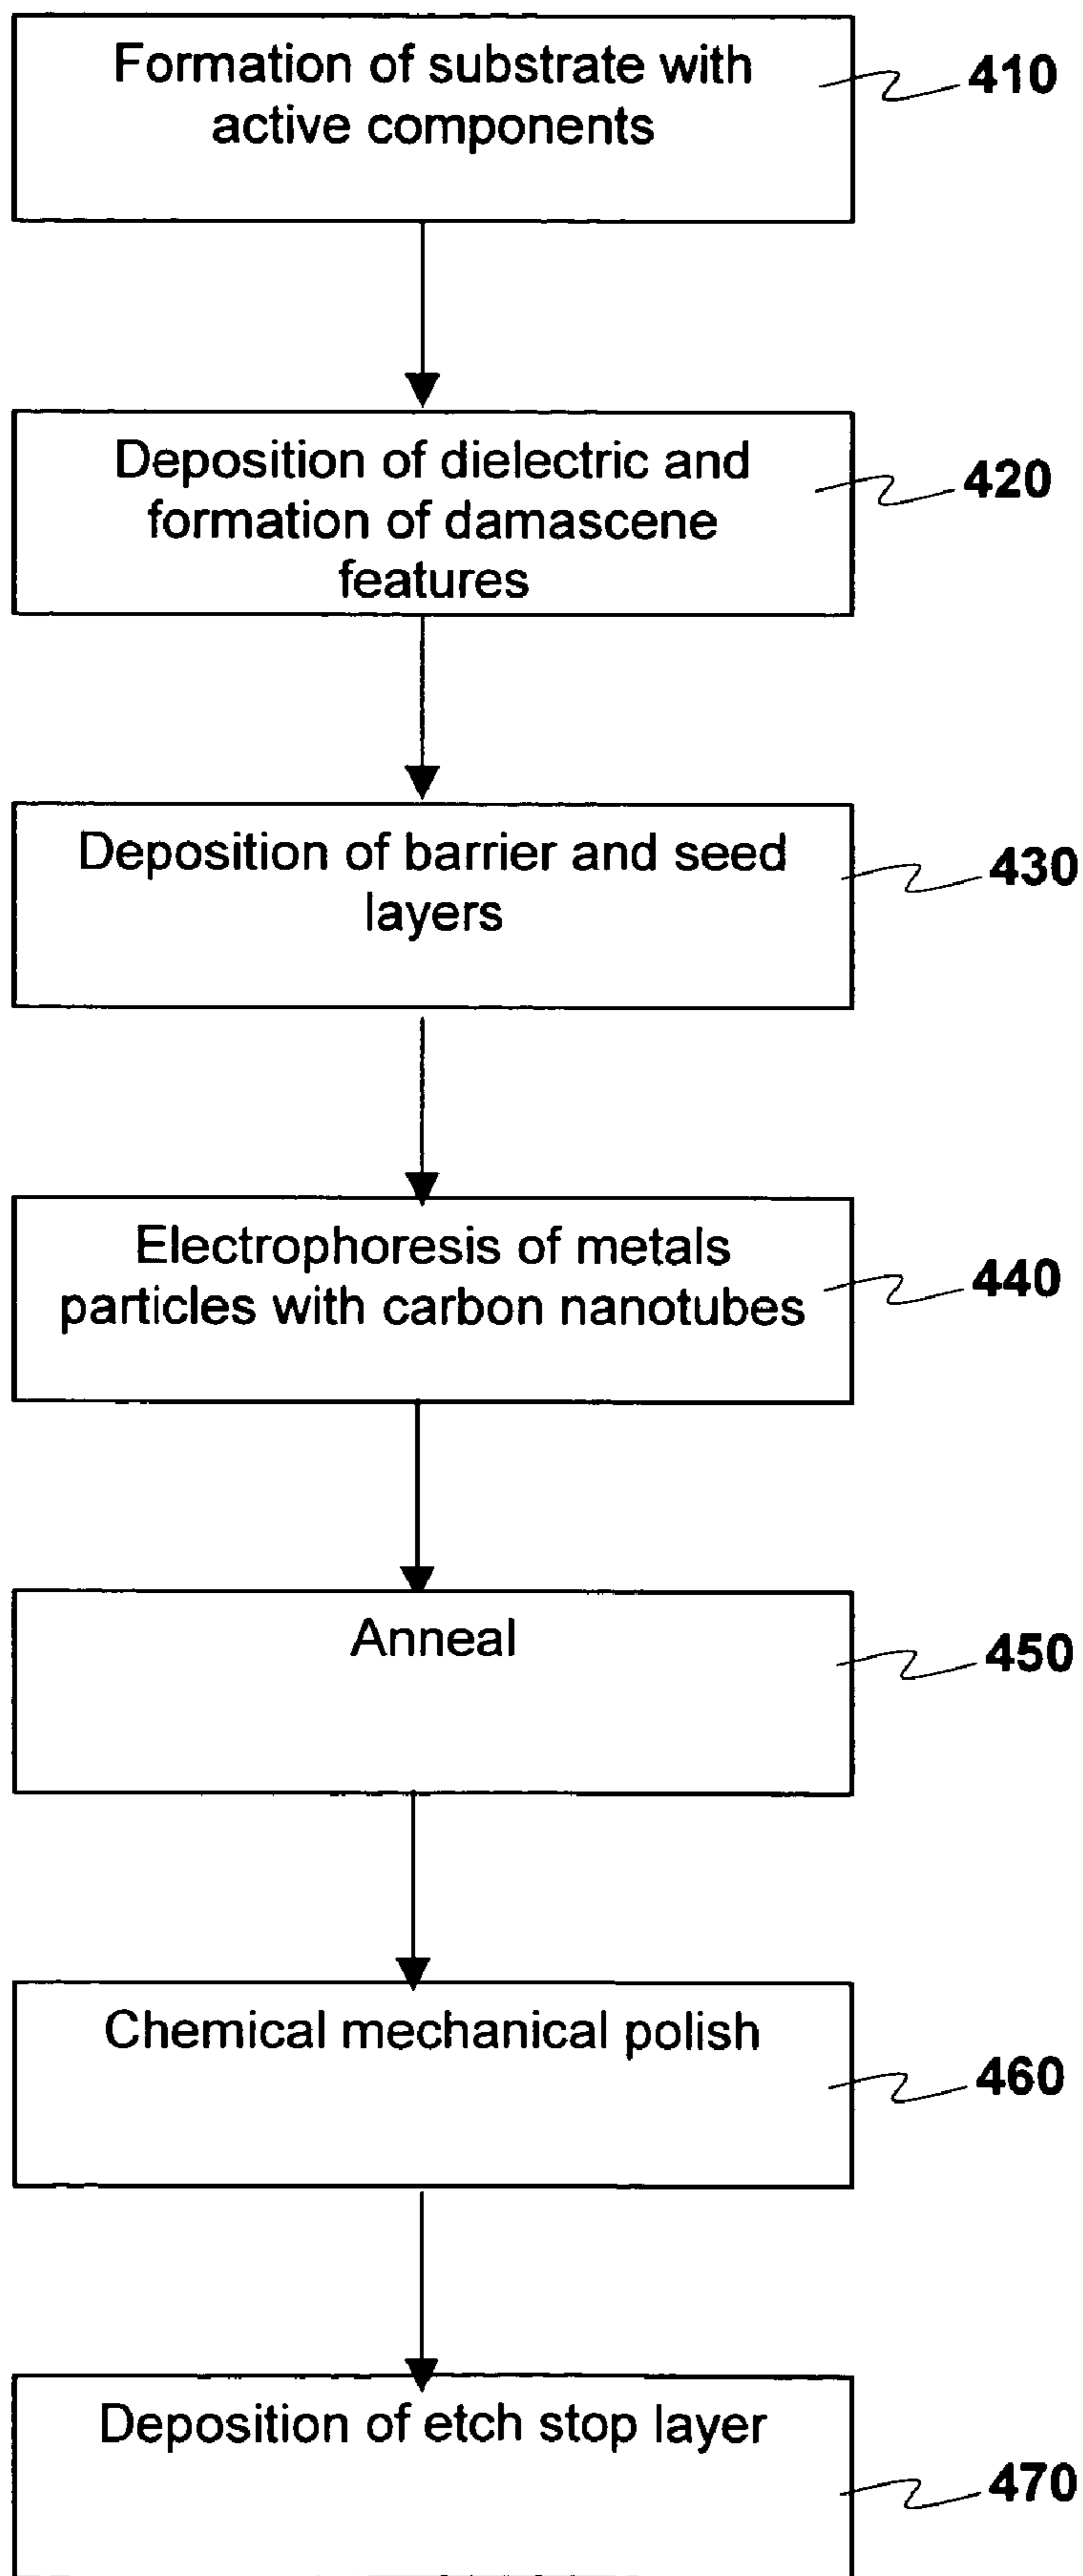 Formation of substrate with
active components
410
Deposition of dielectric and
formation of damascene
features
420
Deposition of barrier and seed
layers
430
Electrophoresis of metals
particles with carbon nanotubes
440
Anneal
450
Chemical mechanical polish
460
Deposition of etch stop layer
470